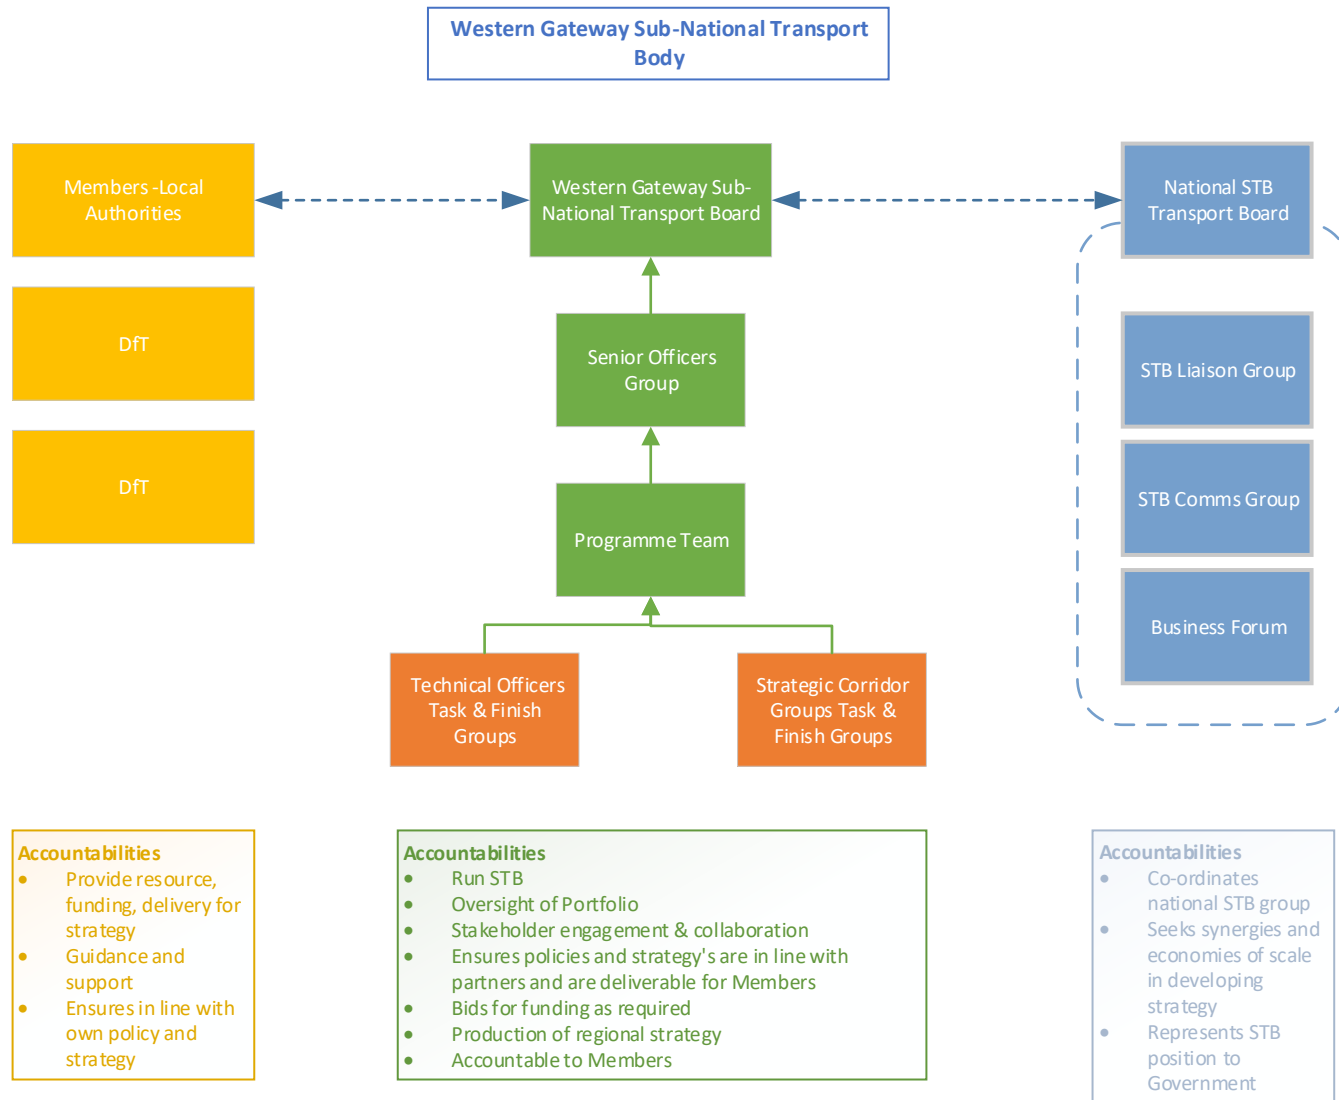 Western Gateway Sub-National Transport
Body
Members -Local
Authorities
Western Gateway Sub-
National Transport Board
National STB
Transport Board
DfT
Senior Officers
Group
STB Liaison Group
DfT
STB Comms Group
Programme Team
Business Forum
Technical Officers
Task & Finish
Groups
Strategic Corridor
Groups Task &
Finish Groups
Accountabilities
• Provide resource,
funding, delivery for
strategy
• Guidance and
support
• Ensures in line with
own policy and
strategy
Accountabilities
• Run STB
• Oversight of Portfolio
• Stakeholder engagement & collaboration
• Ensures policies and strategy's are in line with
partners and are deliverable for Members
• Bids for funding as required
• Production of regional strategy
• Accountable to Members
Accountabilities
• Co-ordinates
national STB group
• Seeks synergies and
economies of scale
in developing
strategy
• Represents STB
position to
Government